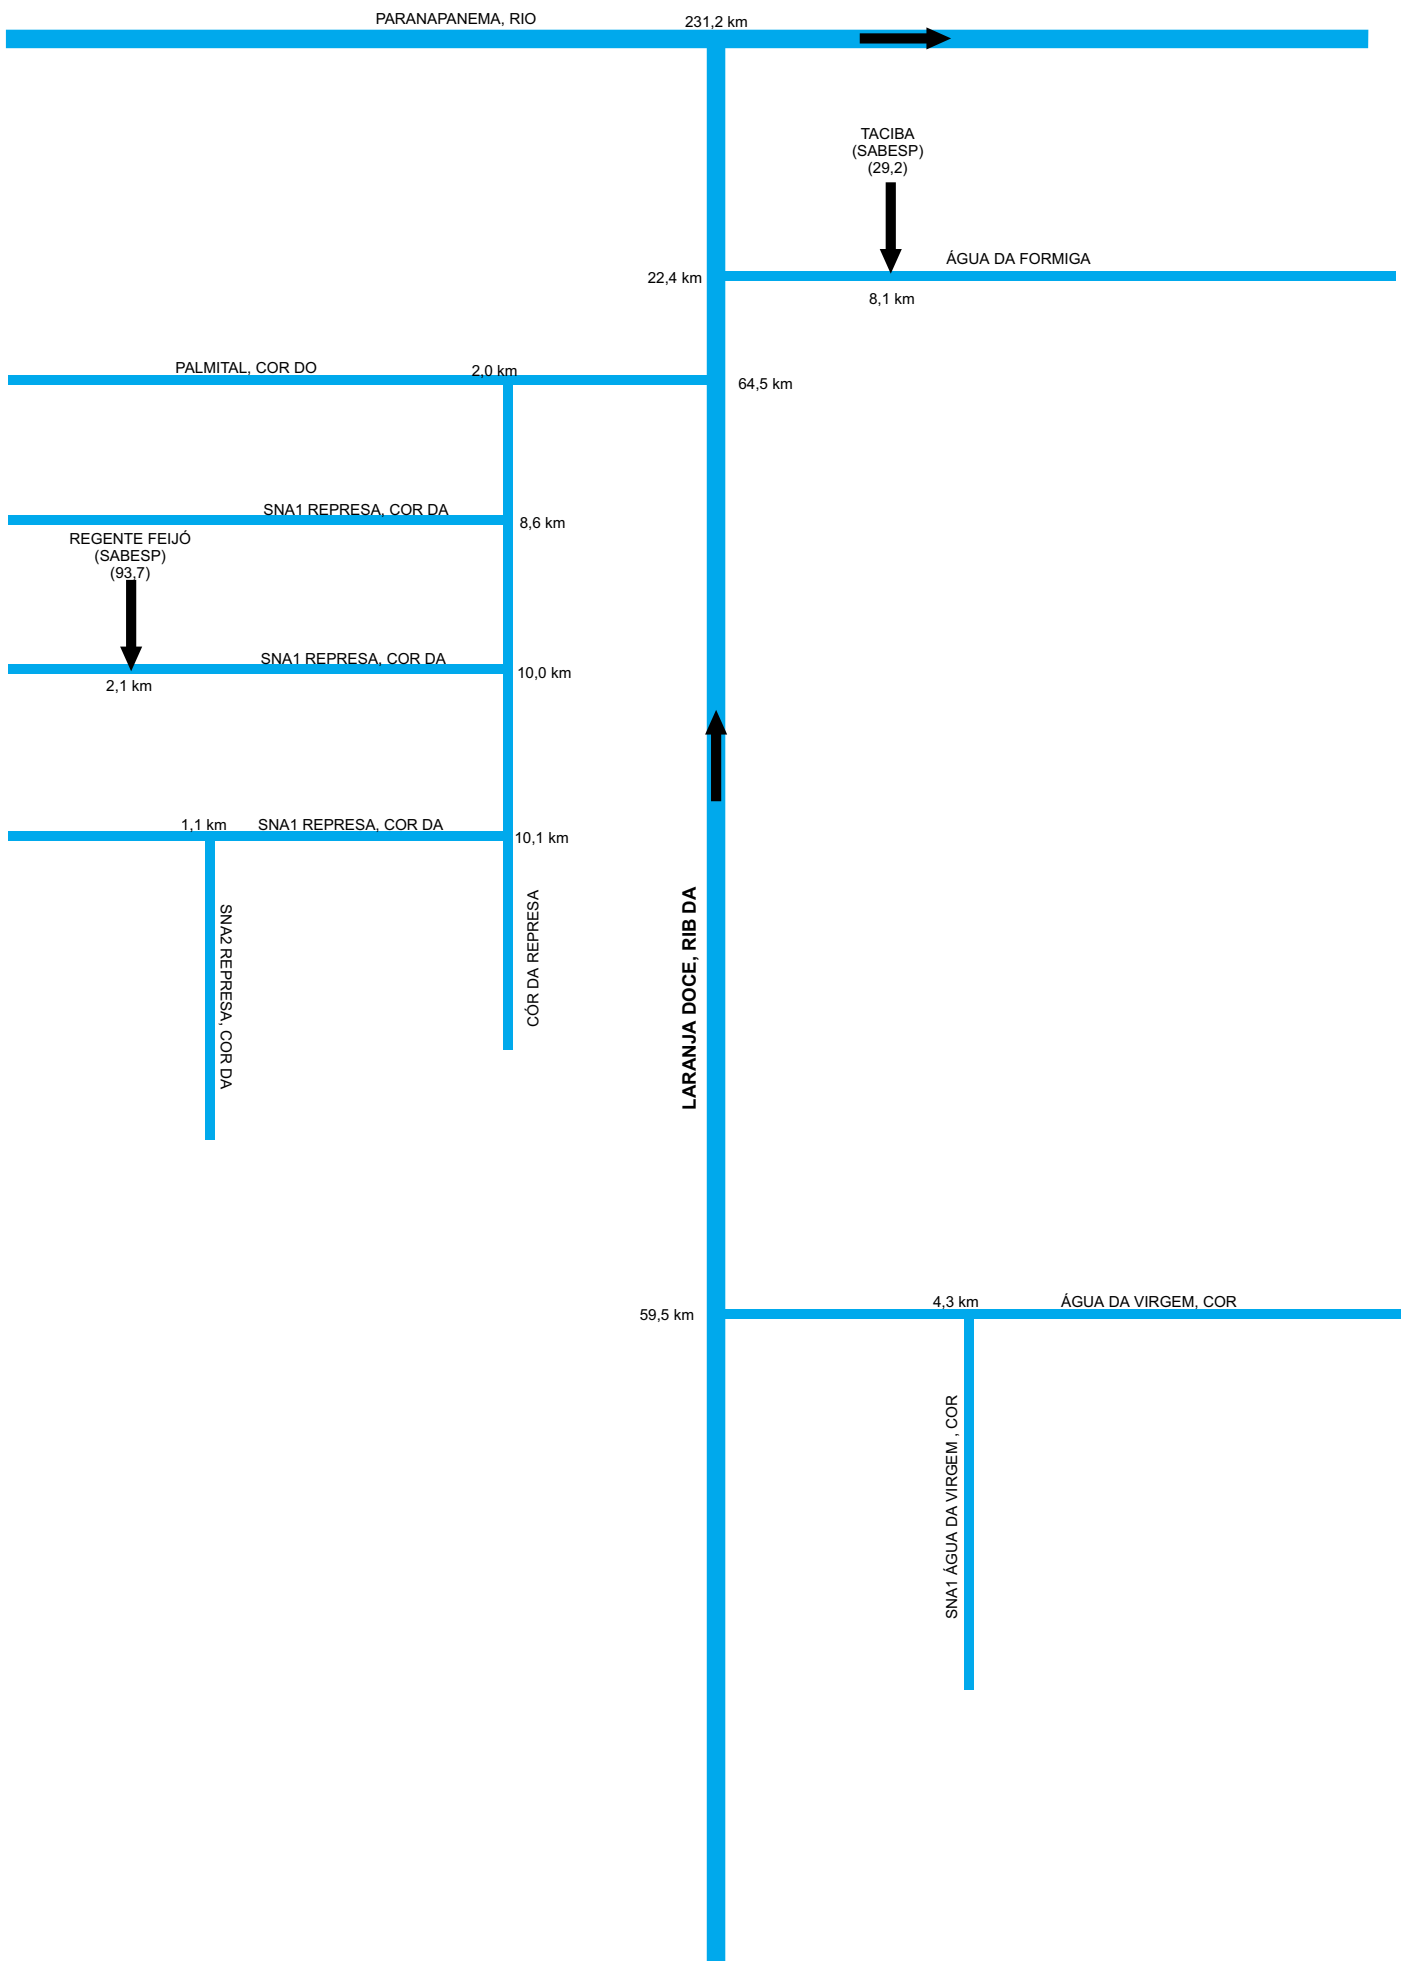 PARANAPANEMA, RIO
231,2 km
TACIBA
(SABESP)
(29,2)
ÁGUA DA FORMIGA
22,4 km
8,1 km
PALMITAL, COR DO
2,0 km
64,5 km
SNA1 REPRESA, COR DA
8,6 km
REGENTE FEIJÓ
(SABESP)
(93,7)
SNA1 REPRESA, COR DA
10,0 km
2,1 km
1,1 km
SNA1 REPRESA, COR DA
10,1 km
SNA2 REPRESA, COR DA
CÓR DA REPRESA
LARANJA DOCE, RIB DA
59,5 km
4,3 km
ÁGUA DA VIRGEM, COR
SNA1 ÁGUA DA VIRGEM , COR